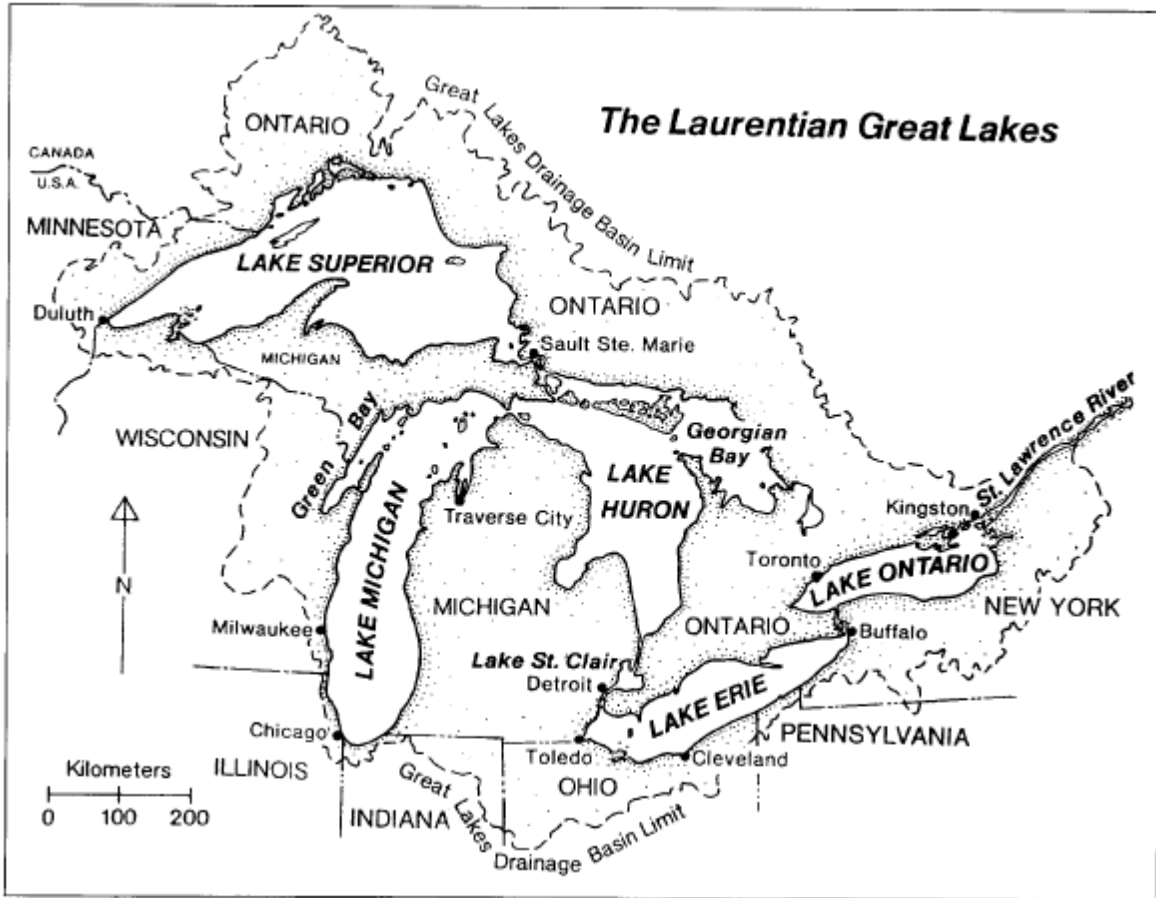 The Laurentian Great Lakes
Great Lakes Drainage Basin Limit
ONTARIO
CANADA
U.S.A.
MINNESOTA
LAKE SUPERIOR
Duluth
ONTARIO
Sault Ste. Marie
MICHIGAN
WISCONSIN
Green Bay
Georgian
Bay
LAKE
HURON
St. Lawrence River
Kingston
Traverse City
LAKE MICHIGAN
N
Toronto
LAKE ONTARIO
NEW YORK
MICHIGAN
ONTARIO
Milwaukee
Buffalo
Lake St. Clair
Detroit
LAKE ERIE
PENNSYLVANIA
Chicago
Toledo
Cleveland
ILLINOIS
OHIO
INDIANA
Great Lakes
Drainage Basin Limit
Kilometers
0 100 200